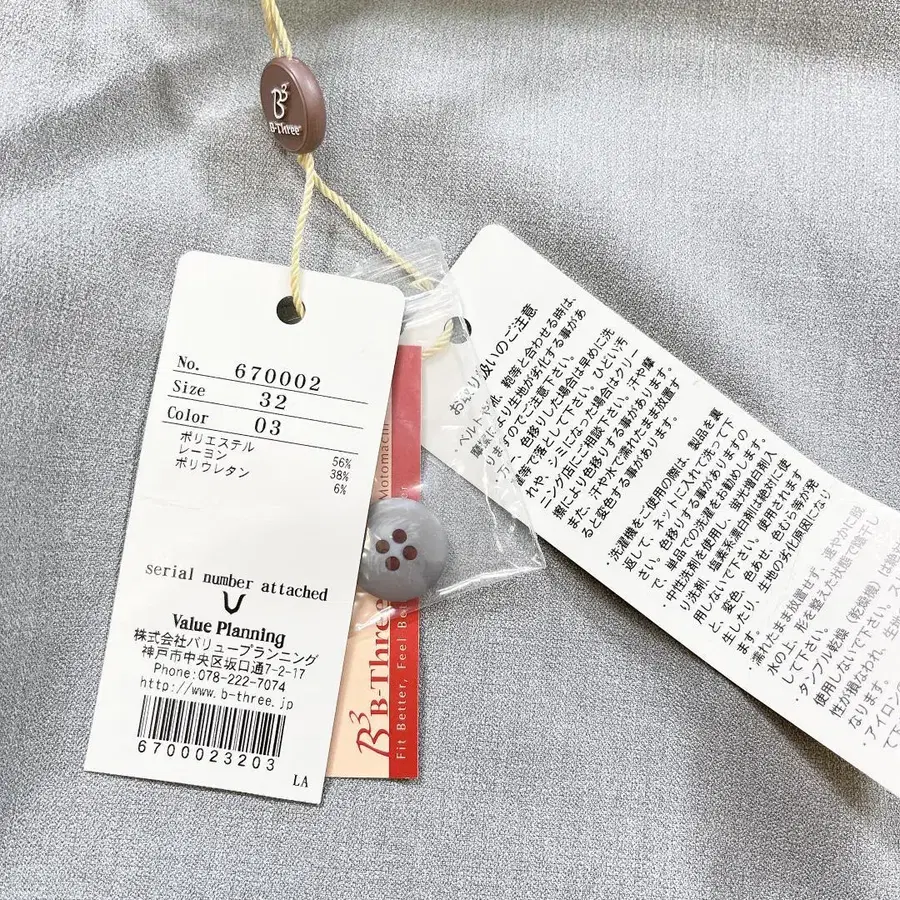 B3
B-Three
No. 670002
Size 32
Color 03
ポリエステル 56%
レーヨン 38%
ポリウレタン 6%
serial number attached
Value Planning
株式会社バリュープランニング
神戸市中央区坂口通7-2-17
Phone:078-222-7074
http://www.b-three.jp
6700023203
LA
Motomachi
B3 B-Three
Fit Better, Feel Be
お取り扱いのご注意
・ベルトや靴、鞄等と合わせる時は、
摩擦により生地が劣化する事があ
りますのでご注意下さい。
色移りした場合は早めに洗
濯等で落として下さい。ひどい汚
れや、シミになった場合はクリー
ニング店にご相談下さい。汗や摩
擦により色移りする事があります。
また、汗や水で濡れたまま放置す
ると変色する事があります。
・洗濯機をご使用の際は、製品を裏
返して、ネットに入れて洗って下
さい。色移りする事がありますの
で、単品での洗濯をお勧めします。
・中性洗剤を使用し、蛍光増白剤入
り洗剤、塩素系漂白剤は絶対に使
用しないで下さい。使用されます
と、変色、色あせ、色むら等が発
生したり、生地の劣化原因になり
ます。
・濡れたまま放置せず、速やかに脱
水の上、形を整えた状態で陰干し
して下さい。
・タンブル乾燥(乾燥機)は絶
使用しないで下さい。ス
性が損なわれ、生地
なります。
・アイロン
て下